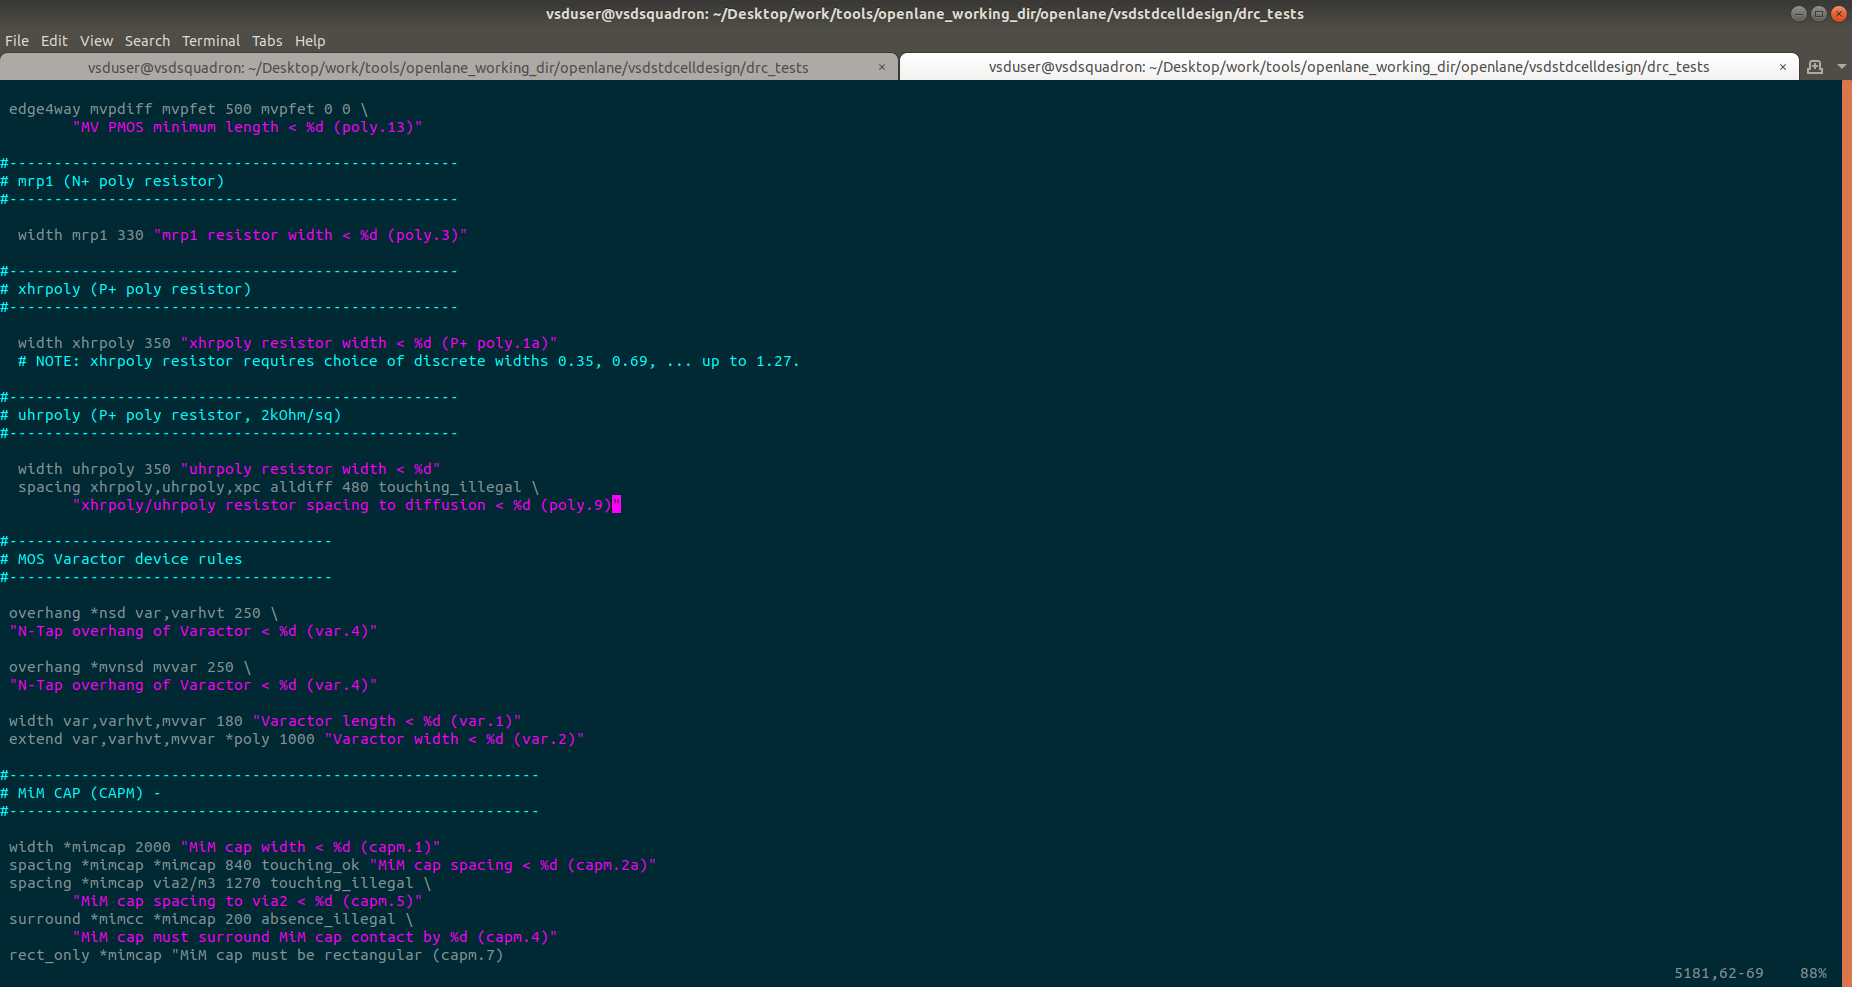 vsduser@vsdsquadron: ~/Desktop/work/tools/openlane_working_dir/openlane/vsdstdcelldesign/drc_tests
File Edit View Search Terminal Tabs Help
vsduser@vsdsquadron: ~/Desktop/work/tools/openlane_working_dir/openlane/vsdstdcelldesign/drc_tests × vsduser@vsdsquadron: ~/Desktop/work/tools/openlane_working_dir/openlane/vsdstdcelldesign/drc_tests ×
 edge4way mvpdiff mvpfet 500 mvpfet 0 0 \
        "MV PMOS minimum length < %d (poly.13)"
#--------------------------------------------------
# mrp1 (N+ poly resistor)
#--------------------------------------------------
  width mrp1 330 "mrp1 resistor width < %d (poly.3)"
#--------------------------------------------------
# xhrpoly (P+ poly resistor)
#--------------------------------------------------
  width xhrpoly 350 "xhrpoly resistor width < %d (P+ poly.1a)"
  # NOTE: xhrpoly resistor requires choice of discrete widths 0.35, 0.69, ... up to 1.27.
#--------------------------------------------------
# uhrpoly (P+ poly resistor, 2kOhm/sq)
#--------------------------------------------------
  width uhrpoly 350 "uhrpoly resistor width < %d"
  spacing xhrpoly,uhrpoly,xpc alldiff 480 touching_illegal \
        "xhrpoly/uhrpoly resistor spacing to diffusion < %d (poly.9)"
#------------------------------------
# MOS Varactor device rules
#------------------------------------
 overhang *nsd var,varhvt 250 \
 "N-Tap overhang of Varactor < %d (var.4)"
 overhang *mvnsd mvvar 250 \
 "N-Tap overhang of Varactor < %d (var.4)"
 width var,varhvt,mvvar 180 "Varactor length < %d (var.1)"
 extend var,varhvt,mvvar *poly 1000 "Varactor width < %d (var.2)"
#-----------------------------------------------------------
# MiM CAP (CAPM) -
#-----------------------------------------------------------
 width *mimcap 2000 "MiM cap width < %d (capm.1)"
 spacing *mimcap *mimcap 840 touching_ok "MiM cap spacing < %d (capm.2a)"
 spacing *mimcap via2/m3 1270 touching_illegal \
        "MiM cap spacing to via2 < %d (capm.5)"
 surround *mimcc *mimcap 200 absence_illegal \
        "MiM cap must surround MiM cap contact by %d (capm.4)"
 rect_only *mimcap "MiM cap must be rectangular (capm.7)
5181,62-69 88%